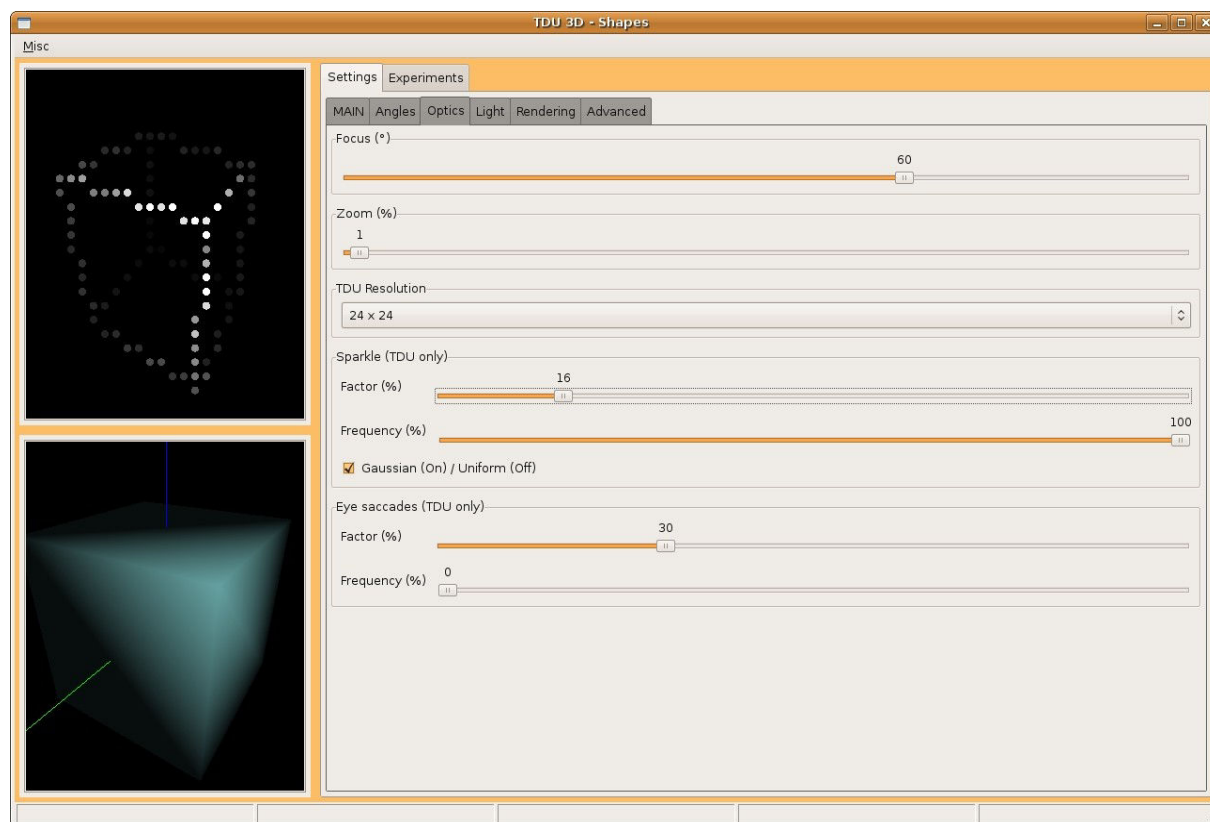 TDU 3D - Shapes
Misc
Settings Experiments
MAIN Angles Optics Light Rendering Advanced
Focus (°)
60
Zoom (%)
1
TDU Resolution
24 x 24
Sparkle (TDU only)
16
Factor (%)
100
Frequency (%)
Gaussian (On) / Uniform (Off)
Eye saccades (TDU only)
30
Factor (%)
0
Frequency (%)